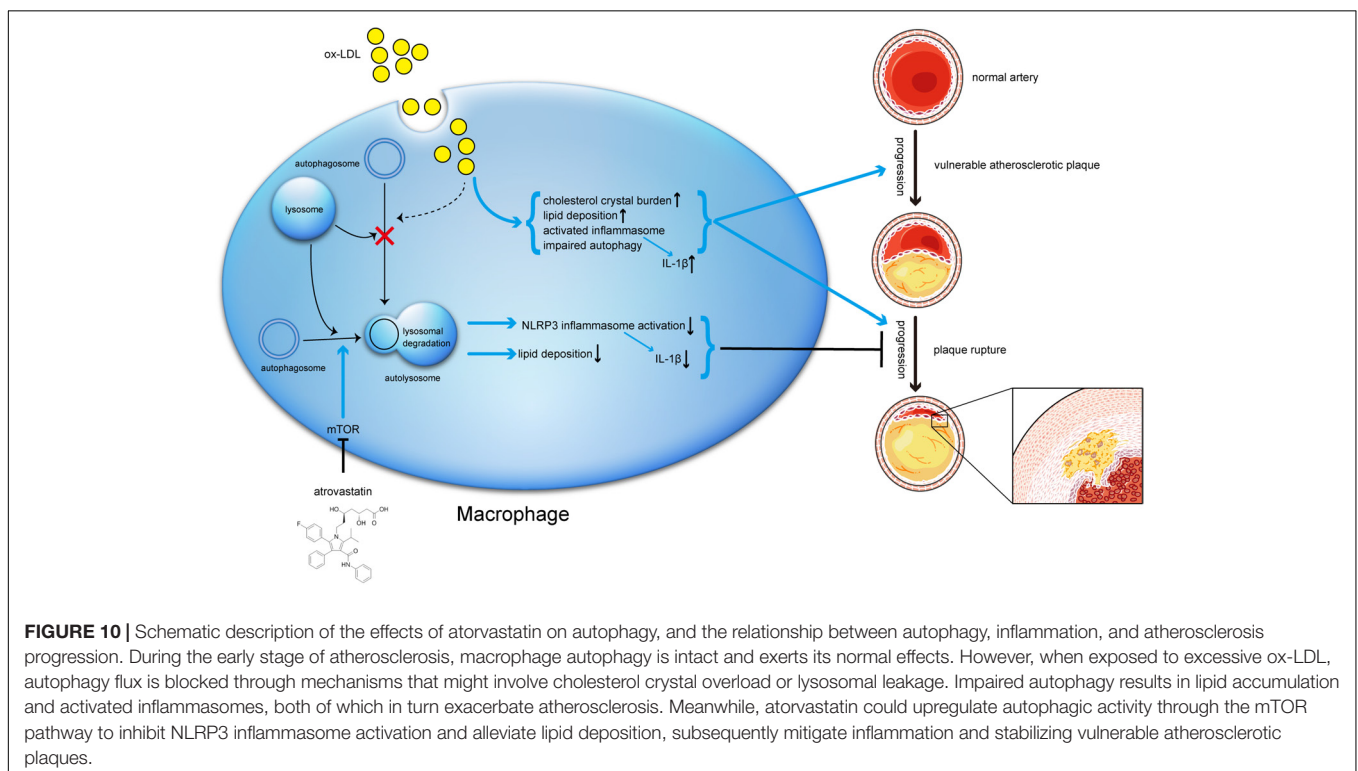 ox-LDL
normal artery
autophagosome
progression
vulnerable atherosclerotic plaque
lysosome
cholesterol crystal burden
lipid deposition
activated inflammasome
impaired autophagy
IL-1β
NLRP3 inflammasome activation
lysosomal
degradation
lipid deposition
IL-1β
progression
plaque rupture
autophagosome
autolysosome
mTOR
atrovastatin
Macrophage
HO
OH
OH
O
F
N
O
HN
FIGURE 10 | Schematic description of the effects of atorvastatin on autophagy, and the relationship between autophagy, inflammation, and atherosclerosis
progression. During the early stage of atherosclerosis, macrophage autophagy is intact and exerts its normal effects. However, when exposed to excessive ox-LDL,
autophagy flux is blocked through mechanisms that might involve cholesterol crystal overload or lysosomal leakage. Impaired autophagy results in lipid accumulation
and activated inflammasomes, both of which in turn exacerbate atherosclerosis. Meanwhile, atorvastatin could upregulate autophagic activity through the mTOR
pathway to inhibit NLRP3 inflammasome activation and alleviate lipid deposition, subsequently mitigate inflammation and stabilizing vulnerable atherosclerotic
plaques.